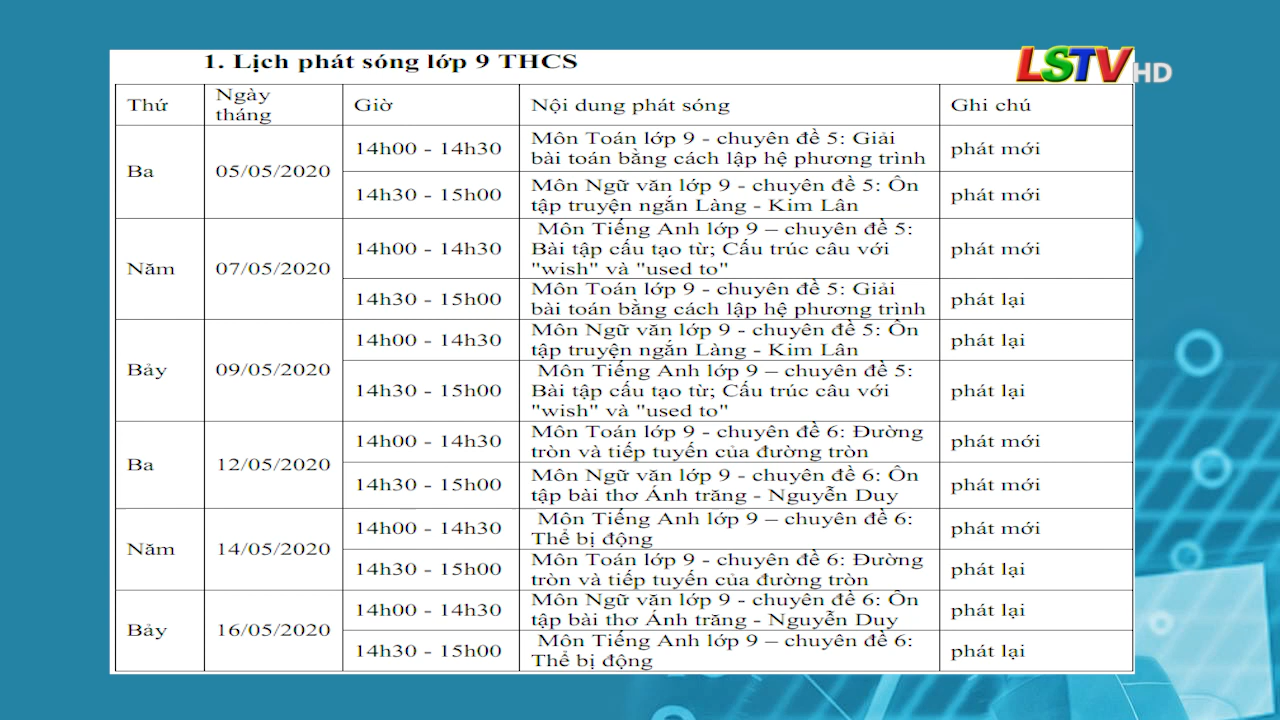 1. Lịch phát sóng lớp 9 THCS
LSTV HD
Thứ
Ngày
tháng
Giờ
Nội dung phát sóng
Ghi chú
Ba
05/05/2020
14h00 - 14h30
Môn Toán lớp 9 - chuyên đề 5: Giải
bài toán bằng cách lập hệ phương trình
phát mới
14h30 - 15h00
Môn Ngữ văn lớp 9 - chuyên đề 5: Ôn
tập truyện ngắn Làng - Kim Lân
phát mới
Năm
07/05/2020
14h00 - 14h30
Môn Tiếng Anh lớp 9 – chuyên đề 5:
Bài tập cấu tạo từ; Cấu trúc câu với
"wish" và "used to"
phát mới
14h30 - 15h00
Môn Toán lớp 9 - chuyên đề 5: Giải
bài toán bằng cách lập hệ phương trình
phát lại
Bảy
09/05/2020
14h00 - 14h30
Môn Ngữ văn lớp 9 - chuyên đề 5: Ôn
tập truyện ngắn Làng - Kim Lân
phát lại
14h30 - 15h00
Môn Tiếng Anh lớp 9 – chuyên đề 5:
Bài tập cấu tạo từ; Cấu trúc câu với
"wish" và "used to"
phát lại
Ba
12/05/2020
14h00 - 14h30
Môn Toán lớp 9 - chuyên đề 6: Đường
tròn và tiếp tuyến của đường tròn
phát mới
14h30 - 15h00
Môn Ngữ văn lớp 9 - chuyên đề 6: Ôn
tập bài thơ Ánh trăng - Nguyễn Duy
phát mới
Năm
14/05/2020
14h00 - 14h30
Môn Tiếng Anh lớp 9 – chuyên đề 6:
Thể bị động
phát mới
14h30 - 15h00
Môn Toán lớp 9 - chuyên đề 6: Đường
tròn và tiếp tuyến của đường tròn
phát lại
Bảy
16/05/2020
14h00 - 14h30
Môn Ngữ văn lớp 9 - chuyên đề 6: Ôn
tập bài thơ Ánh trăng - Nguyễn Duy
phát lại
14h30 - 15h00
Môn Tiếng Anh lớp 9 – chuyên đề 6:
Thể bị động
phát lại